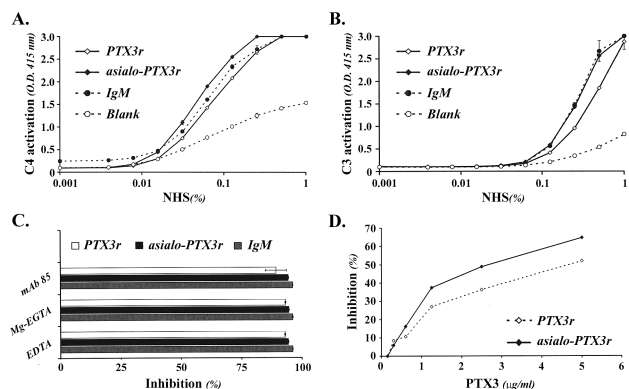 A.
B.
C4 activation (O.D. 415 nm)
3.0
2.5
2.0
1.5
1.0
0.5
0.0
PTX3r
asialo-PTX3r
IgM
Blank
0.001
0.01
0.1
1
NHS(%)
C3 activation (O.D. 415 nm)
3.0
2.5
2.0
1.5
1.0
0.5
0.0
PTX3r
asialo-PTX3r
IgM
Blank
0.001
0.01
0.1
1
NHS(%)
C.
PTX3r asialo-PTX3r IgM
mAb 85
Mg-EGTA
EDTA
0 25 50 75 100
Inhibition (%)
D.
Inhibition (%)
70
60
50
40
30
20
10
0
PTX3r
asialo-PTX3r
0 1 2 3 4 5 6
PTX3 (µg/ml)